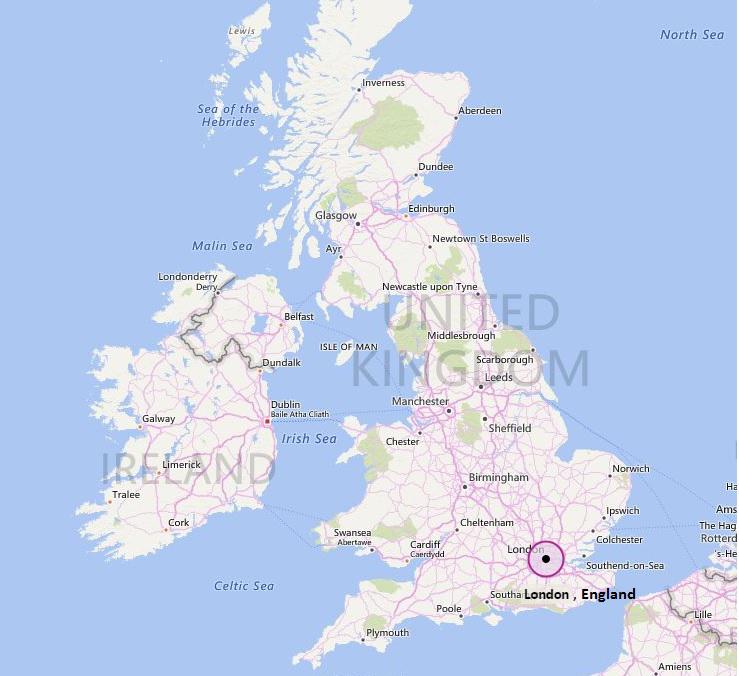 Lewis
North Sea
Inverness
Sea of the
Hebrides
Aberdeen
Dundee
Edinburgh
Glasgow
Newtown St Boswells
Malin Sea
Ayr
Londonderry
Derry
Newcastle upon Tyne
UNITED
KINGDOM
Belfast
Middlesbrough
ISLE OF MAN
Scarborough
Dundalk
Leeds
Manchester
Dublin
Baile Atha Cliath
Galway
Sheffield
Irish Sea
Chester
IRELAND
Limerick
Norwich
Birmingham
Ha
Tralee
Ams
Ipswich
Cork
Cheltenham
The Hag
Swansea
Abertawe
Colchester
Rotterd
Cardiff
Caerdydd
London
's-He
Southend-on-Sea
Celtic Sea
Southa
London , England
Poole
Lille
Plymouth
Amiens